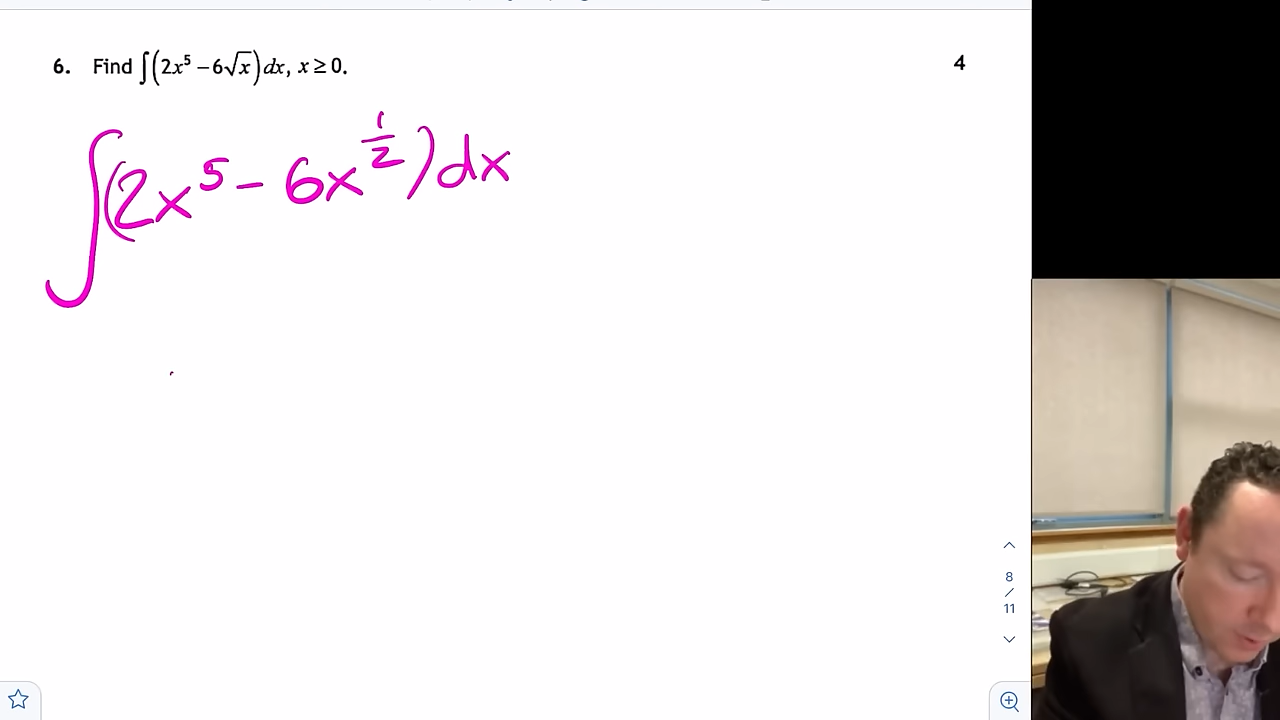 6. Find ∫(2x⁵ − 6√x) dx, x ≥ 0. 4
∫(2x⁵ − 6x^(1/2)) dx
8
/
11